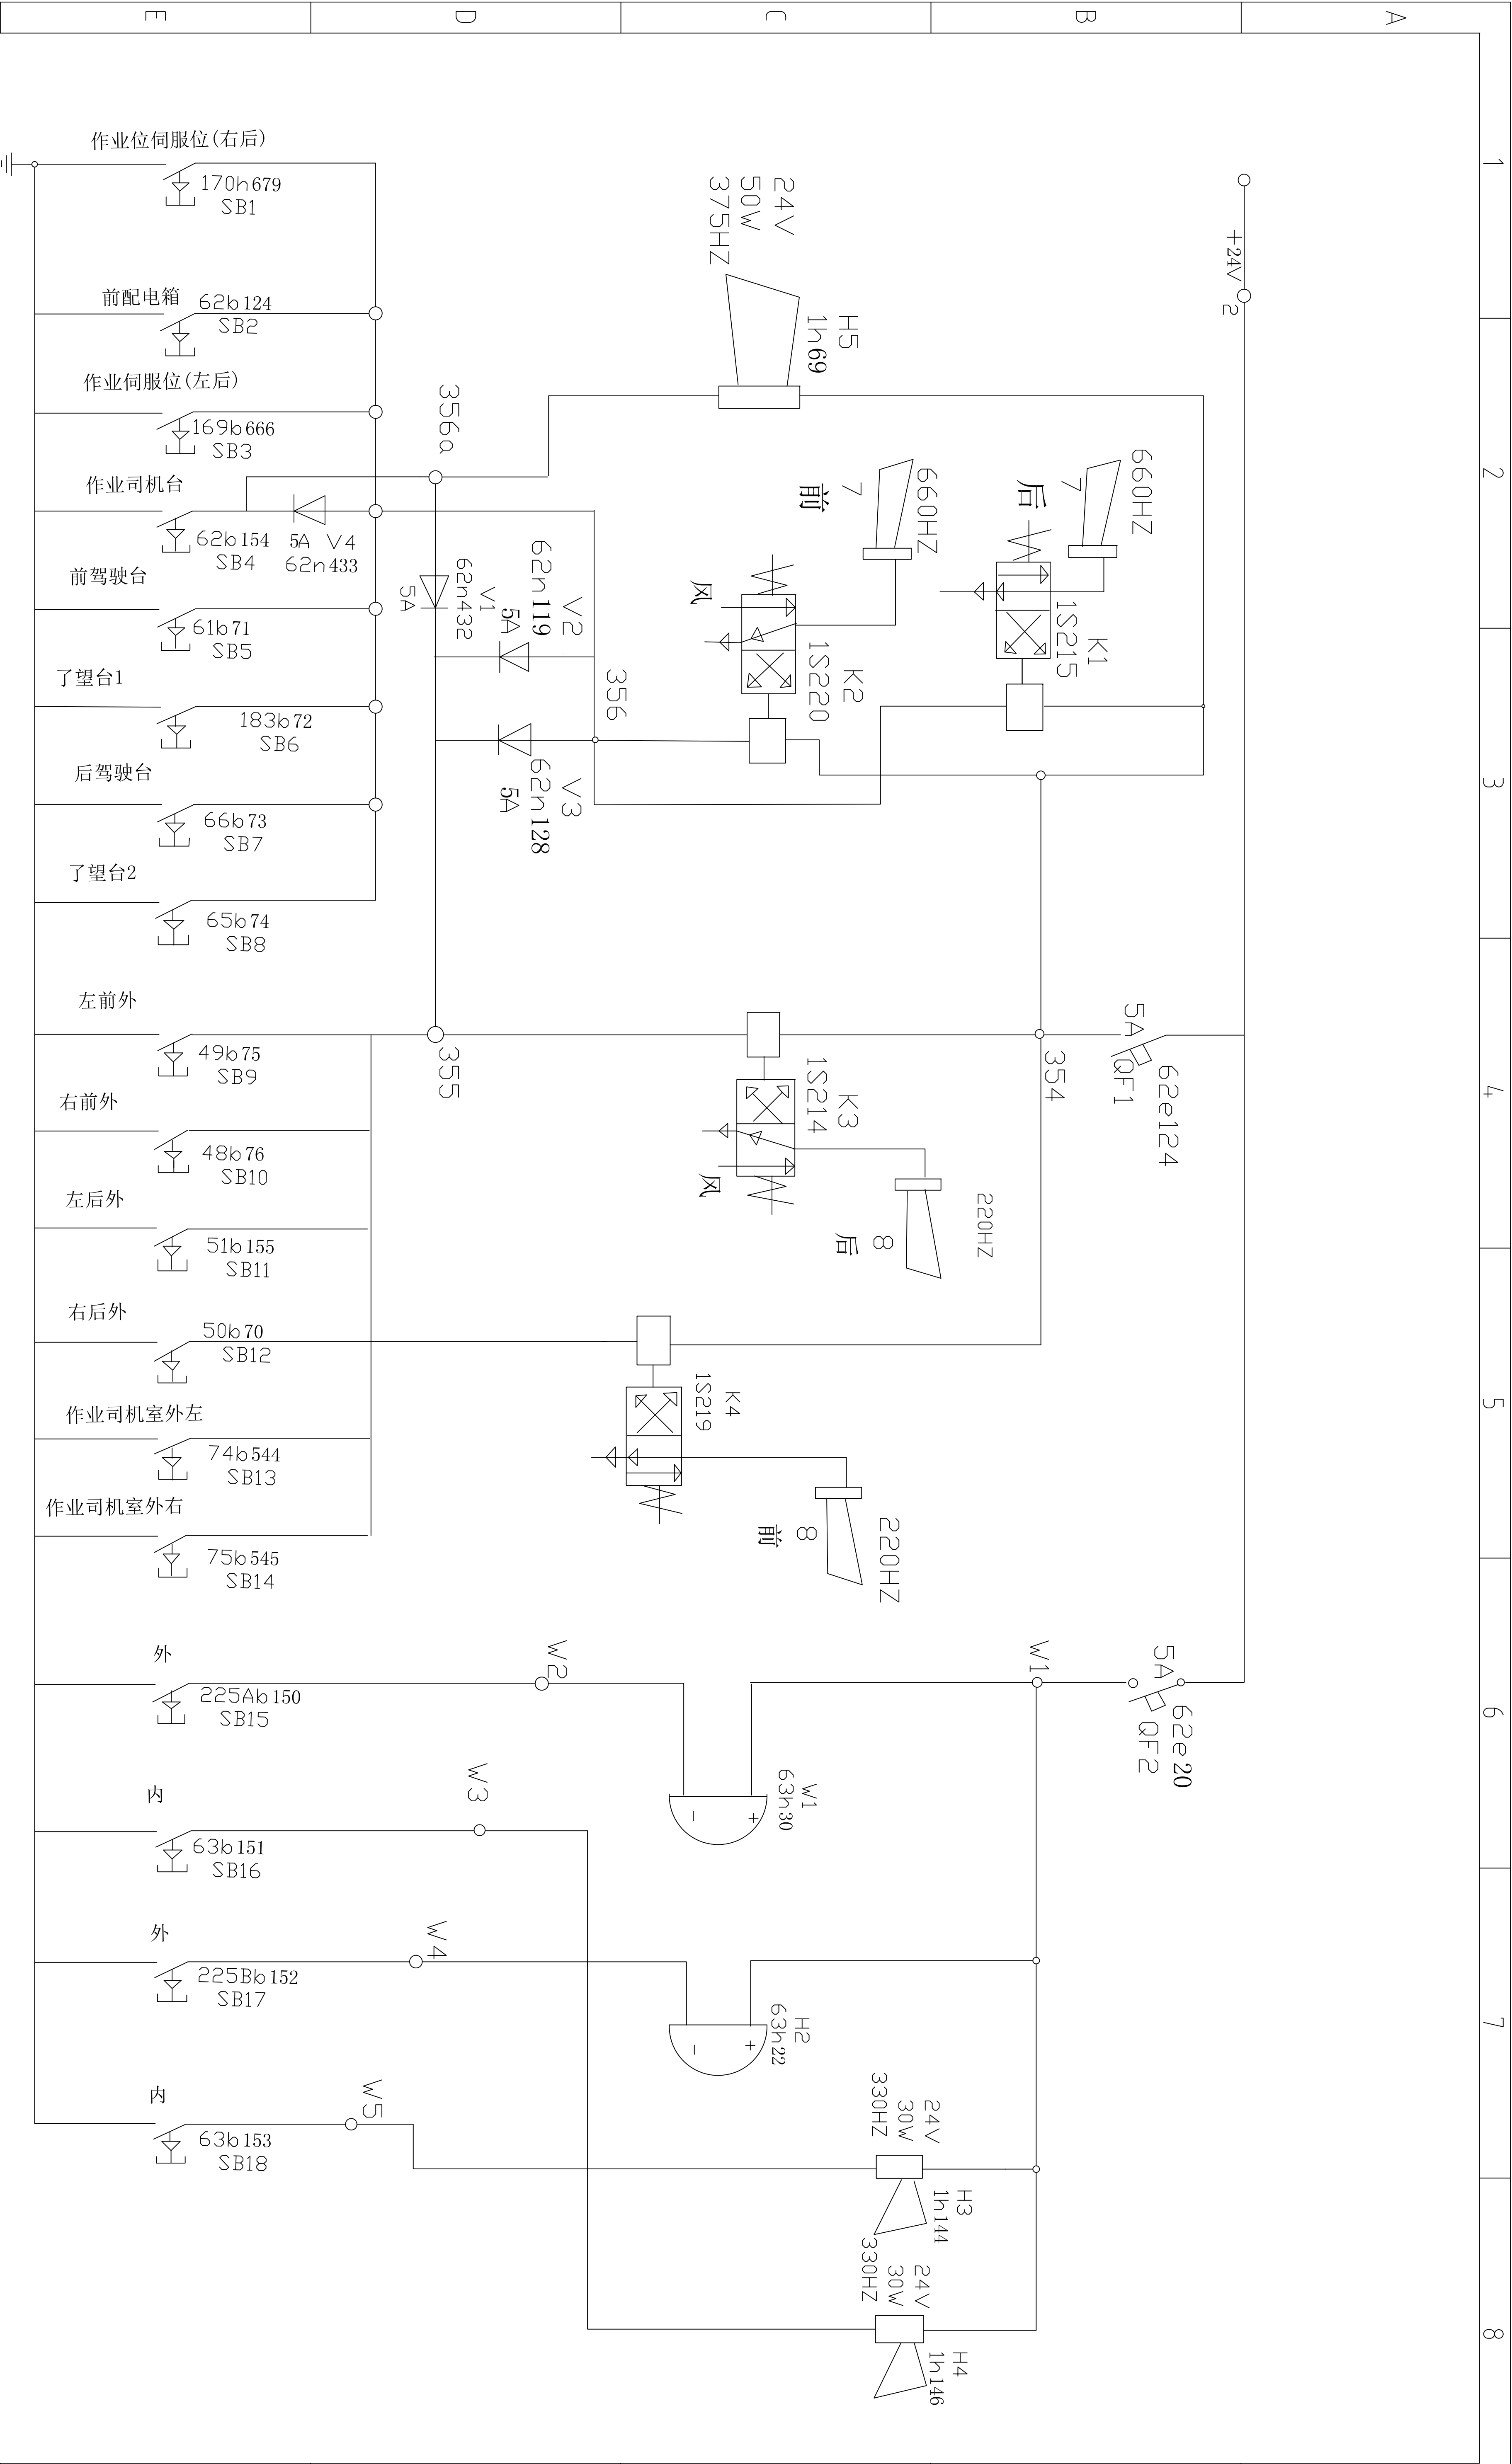 E
D
C
B
A
1
2
3
4
5
6
7
8
+24V
2
作业位伺服位(右后)
170h679
SB1
前配电箱
62b124
SB2
作业伺服位(左后)
169b666
SB3
作业司机台
62b154
SB4
5A V4
62n433
前驾驶台
61b71
SB5
了望台1
183b72
SB6
后驾驶台
66b73
SB7
了望台2
65b74
SB8
左前外
49b75
SB9
右前外
48b76
SB10
左后外
51b155
SB11
右后外
50b70
SB12
作业司机室外左
74b544
SB13
作业司机室外右
75b545
SB14
外
225Ab150
SB15
内
63b151
SB16
外
225Bb152
SB17
内
63b153
SB18
24V
50W
375HZ
H5
1h69
356a
V1
62n432
5A
V2
62n119
5A
V3
62n128
5A
356
355
354
660HZ
7
后
K1
1S215
660HZ
7
前
风
K2
1S220
K3
1S214
风
220HZ
8
后
K4
1S219
220HZ
8
前
5A
62e124
QF1
5A
62e20
QF2
W1
W2
W3
W4
W5
W1
63h30
+
-
H2
63h22
+
-
24V
30W
330HZ
H3
1h144
24V
30W
330HZ
H4
1h146